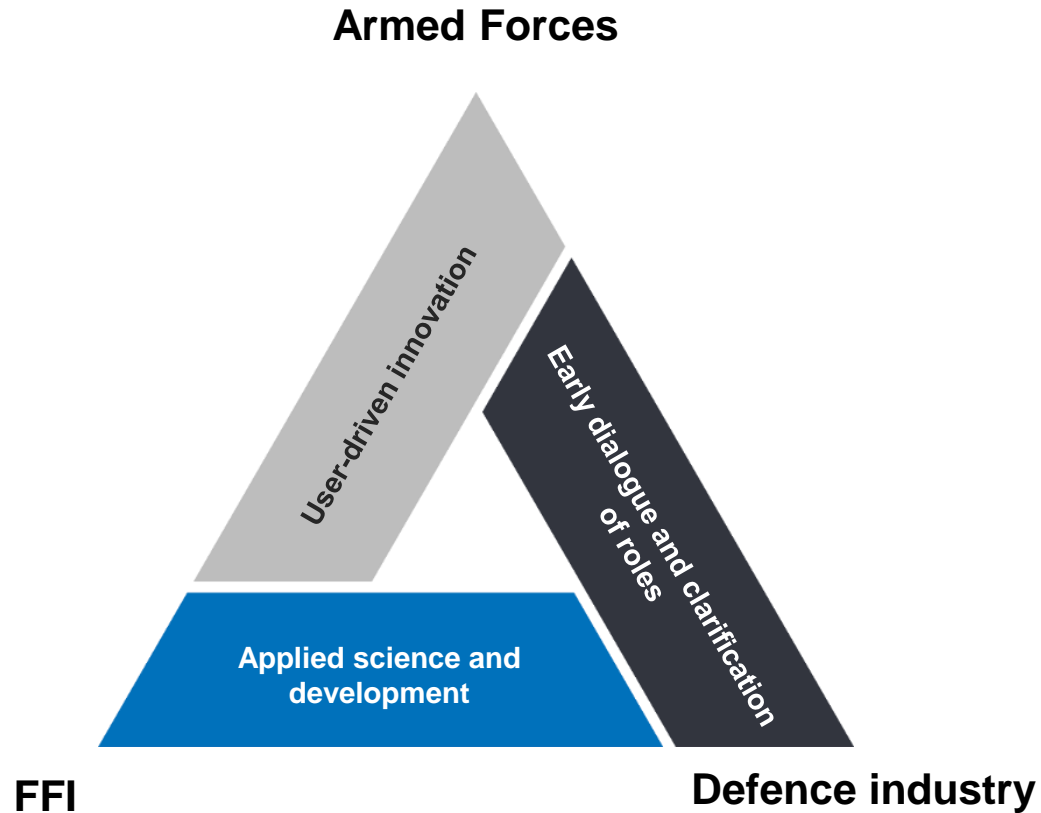 Armed Forces
User-driven innovation
Early dialogue and clarification
of roles
Applied science and
development
FFI
Defence industry